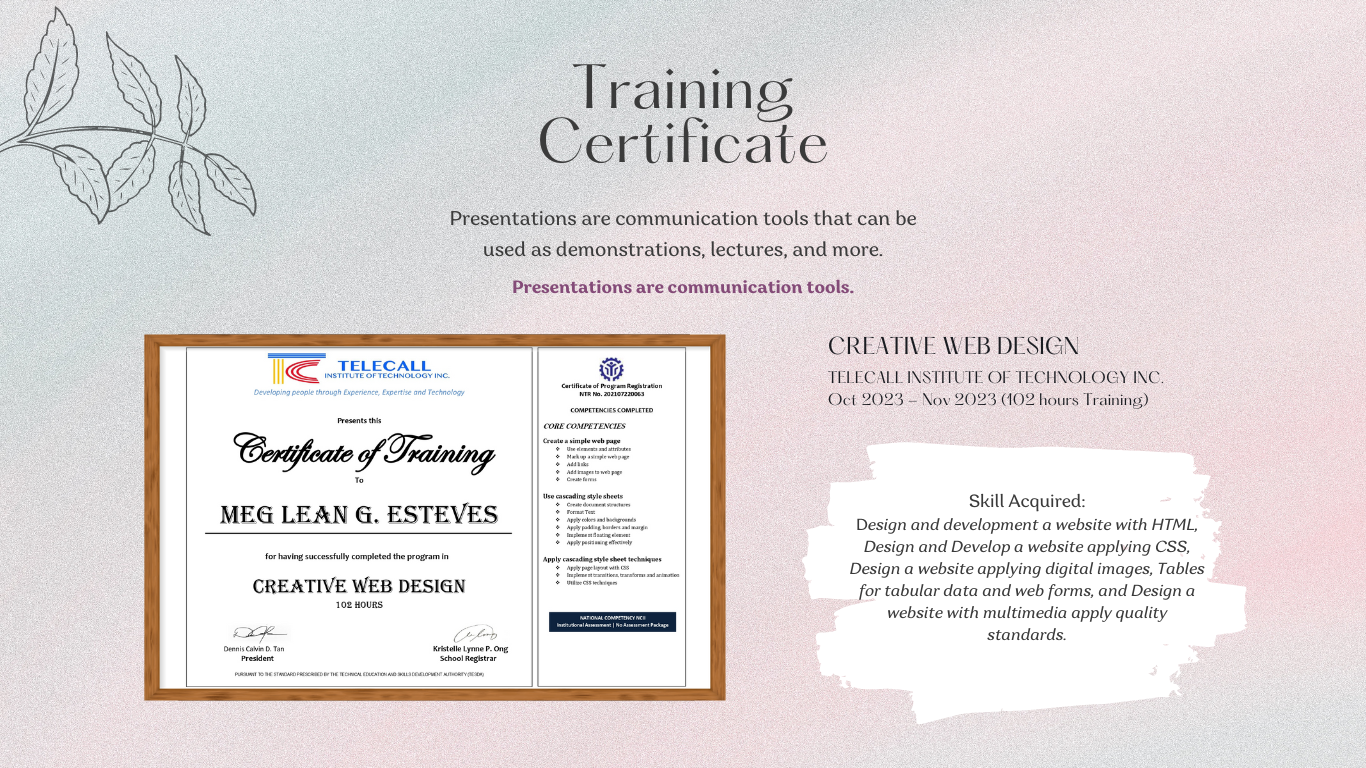 Training
Certificate
Presentations are communication tools that can be
used as demonstrations, lectures, and more.
Presentations are communication tools.
TELECALL
INSTITUTE OF TECHNOLOGY INC.
Developing people through Experience, Expertise and Technology
Presents this
Certificate of Training
To
MEG LEAN G. ESTEVES
for having successfully completed the program in
CREATIVE WEB DESIGN
102 HOURS
Dennis Calvin D. Tan
President
Kristelle Lynne P. Ong
School Registrar
PURSUANT TO THE STANDARD PRESCRIBED BY THE TECHNICAL EDUCATION AND SKILLS DEVELOPMENT AUTHORITY (TESDA)
Certificate of Program Registration
NTR No. 202107220063
COMPETENCIES COMPLETED
CORE COMPETENCIES
Create a simple web page
Use elements and attributes
Mark up a simple web page
Add links
Add images to web page
Create forms
Use cascading style sheets
Create document structures
Format Text
Apply colors and backgrounds
Apply padding, borders and margin
Implement floating element
Apply positioning effectively
Apply cascading style sheet techniques
Apply page layout with CSS
Implement transitions, transforms and animation
Utilize CSS techniques
NATIONAL COMPETENCY NCII
Institutional Assessment | No Assessment Package
CREATIVE WEB DESIGN
TELECALL INSTITUTE OF TECHNOLOGY INC.
Oct 2023 – Nov 2023 (102 hours Training)
Skill Acquired:
Design and development a website with HTML,
Design and Develop a website applying CSS,
Design a website applying digital images, Tables
for tabular data and web forms, and Design a
website with multimedia apply quality
standards.